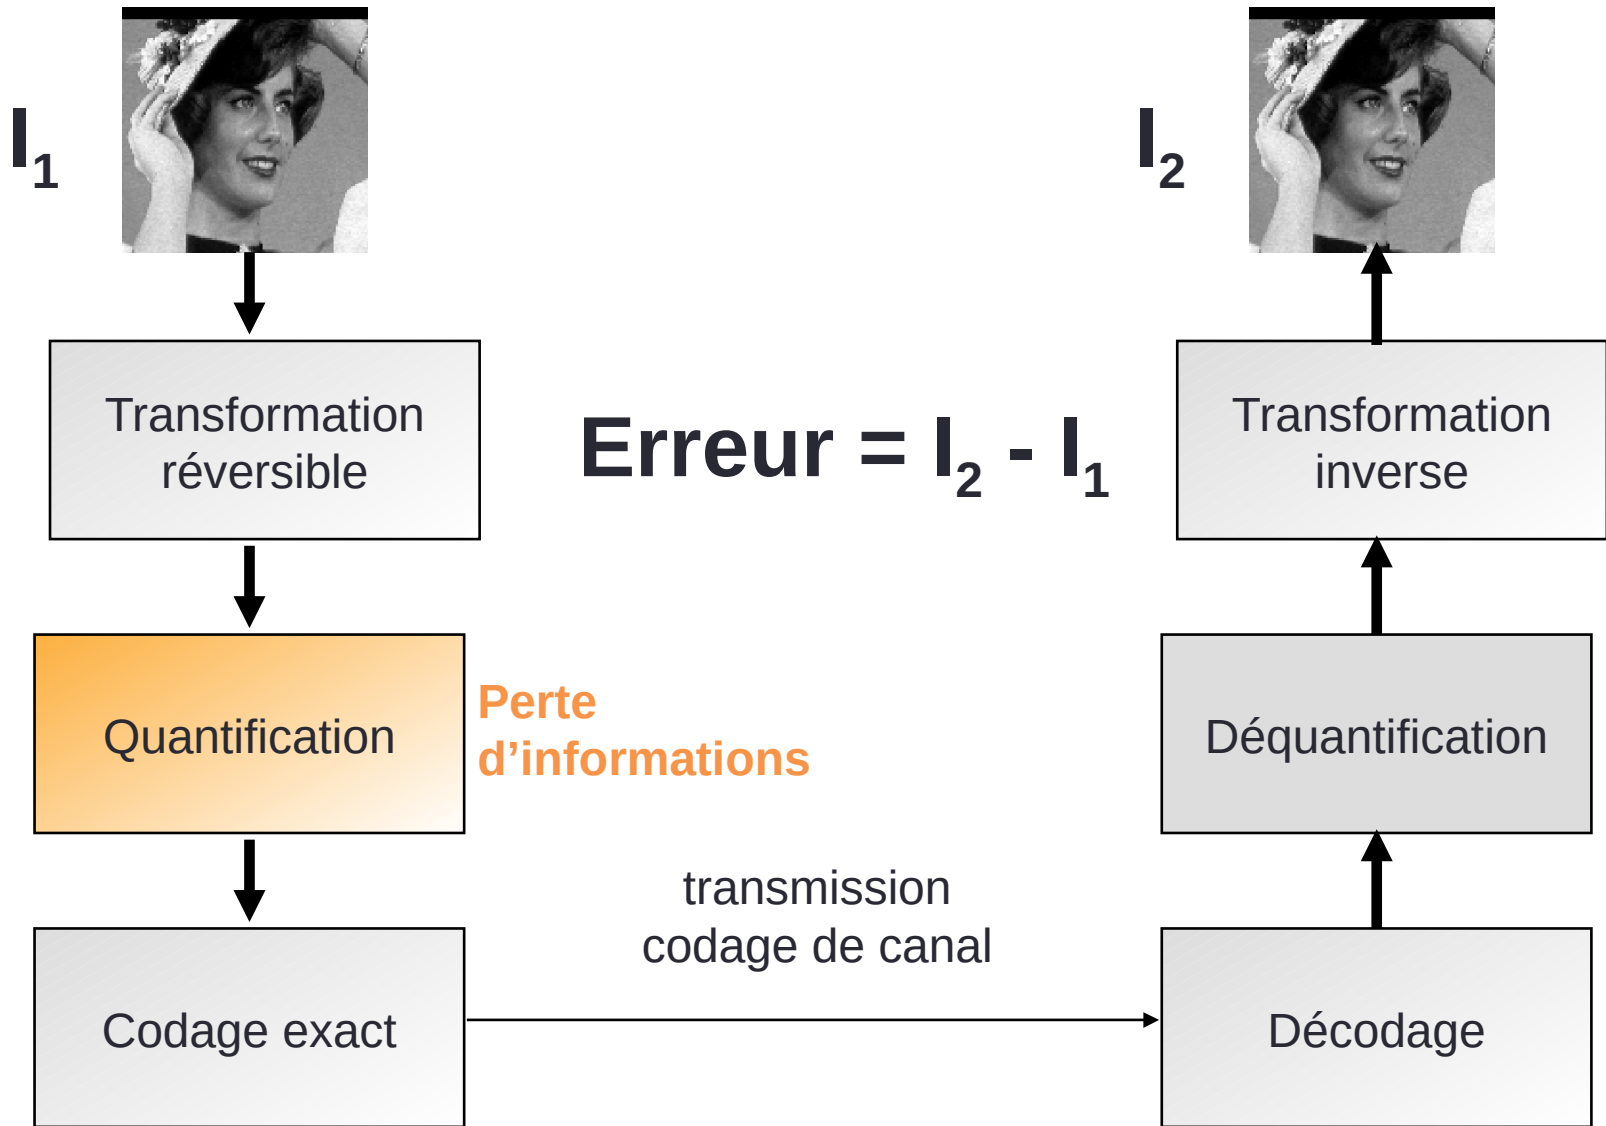 I1
I2
Transformation
réversible
Erreur = I2 - I1
Transformation
inverse
Quantification
Perte
d’informations
Déquantification
transmission
codage de canal
Codage exact
Décodage